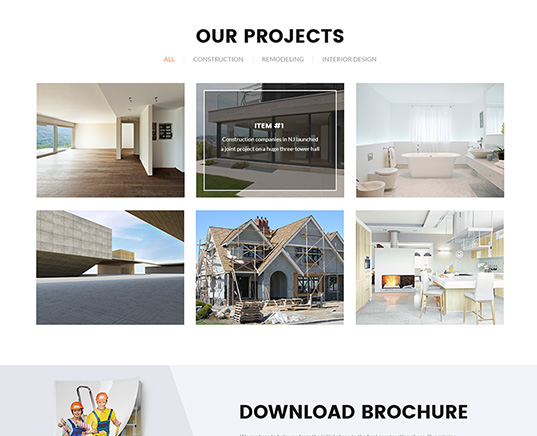 OUR PROJECTS
ALL CONSTRUCTION REMODELING INTERIOR DESIGN
ITEM #1
Construction companies in NJ launched
a joint project on a huge three-tower hall
DOWNLOAD BROCHURE